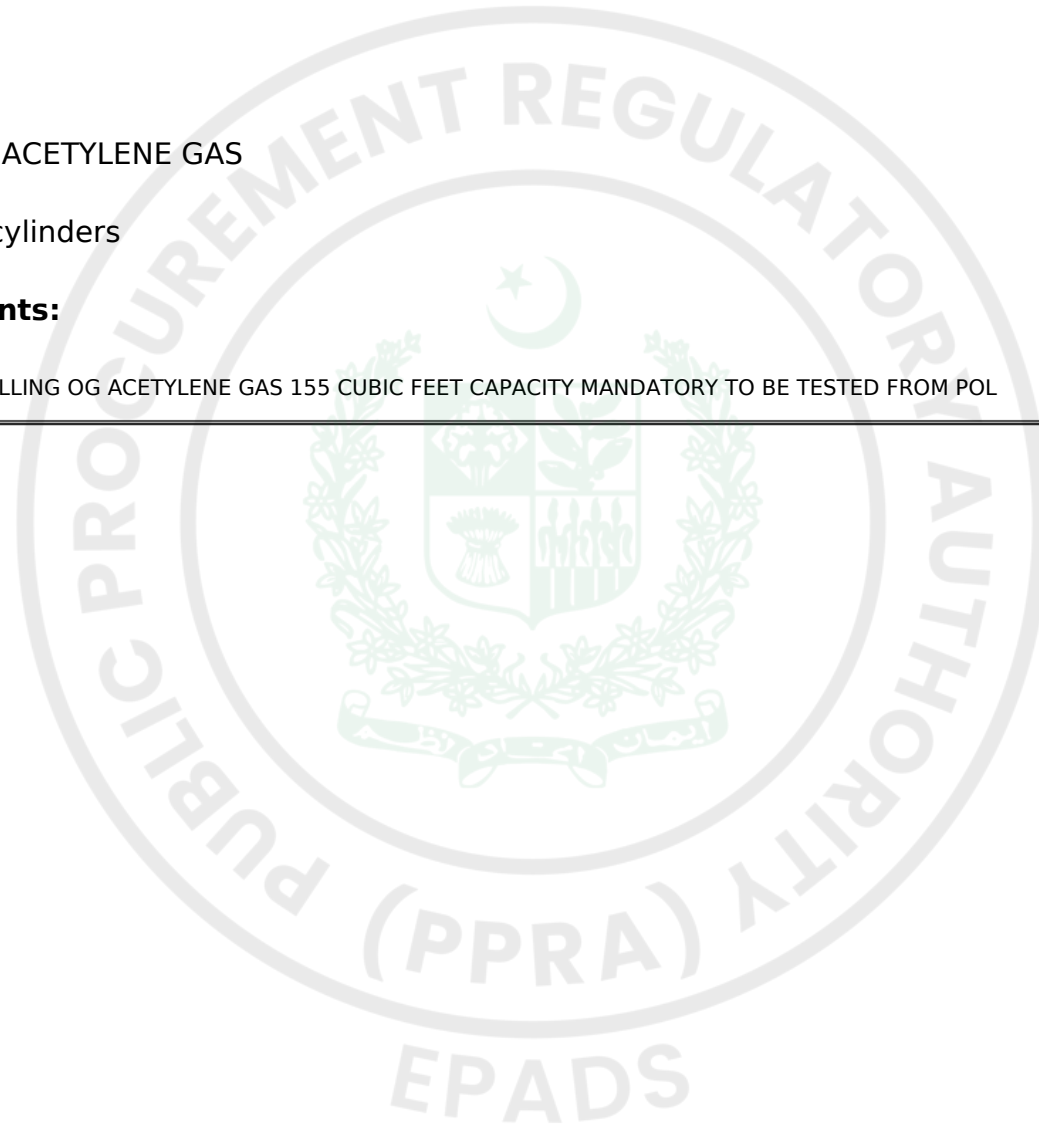 ACETYLENE GAS
cylinders
nts:
LLING OG ACETYLENE GAS 155 CUBIC FEET CAPACITY MANDATORY TO BE TESTED FROM POL
PUBLIC PROCUREMENT REGULATORY AUTHORITY
(PPRA)
EPADS